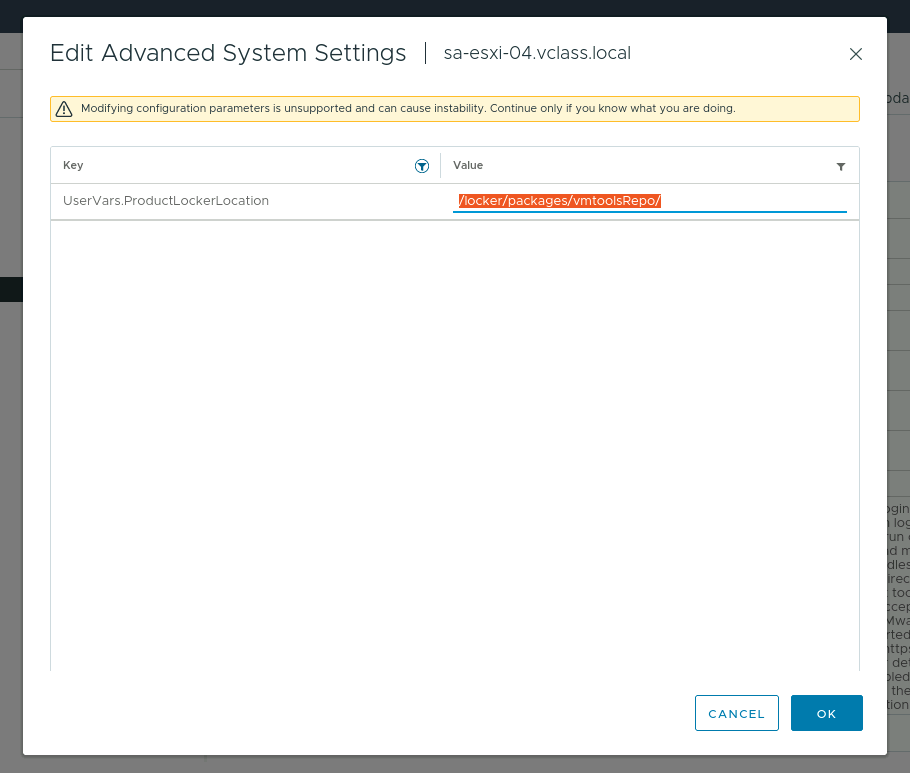 Edit Advanced System Settings | sa-esxi-04.vclass.local
Modifying configuration parameters is unsupported and can cause instability. Continue only if you know what you are doing.
Key Value
UserVars.ProductLockerLocation /locker/packages/vmtoolsRepo/
CANCEL OK